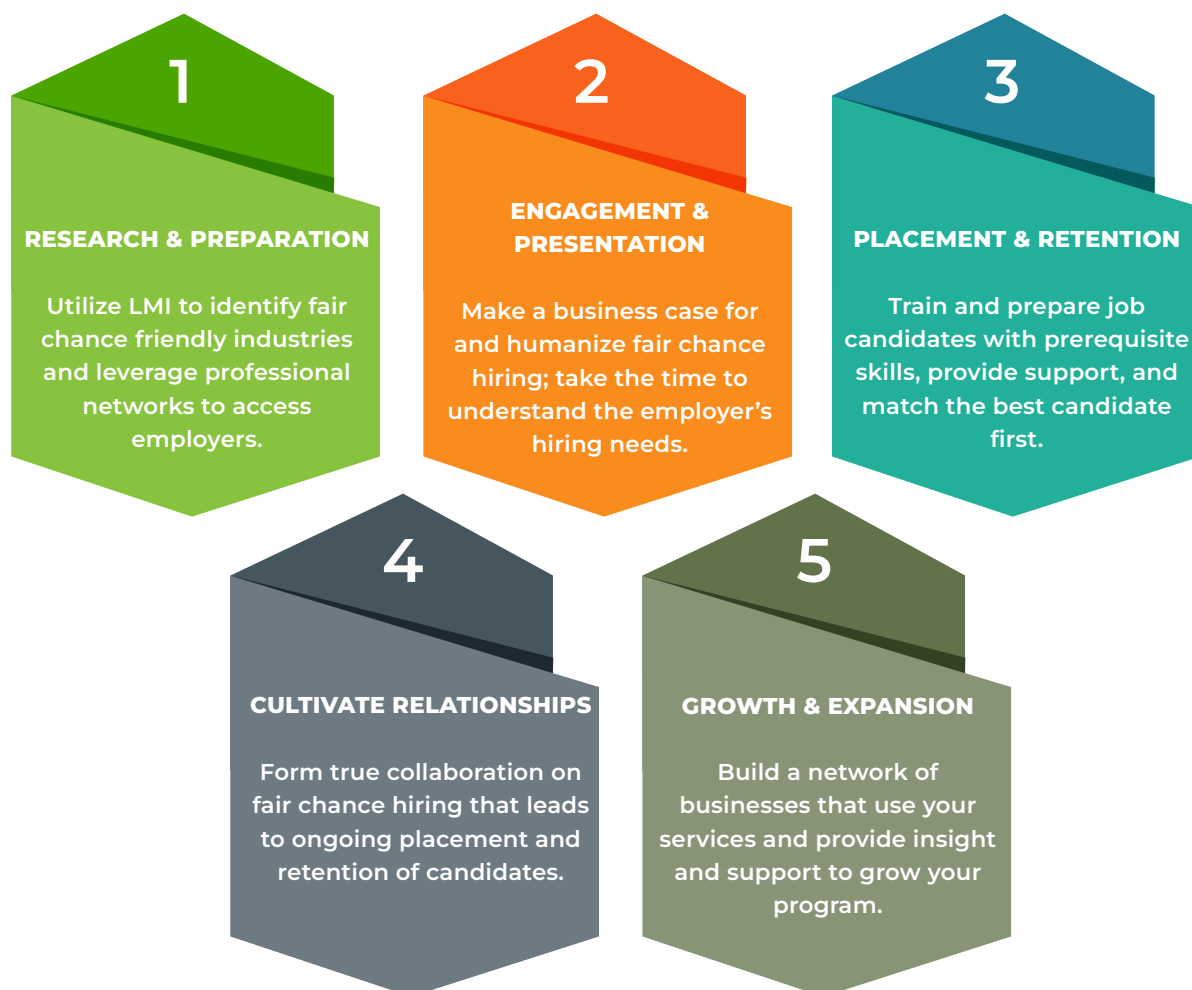 1
RESEARCH & PREPARATION
Utilize LMI to identify fair
chance friendly industries
and leverage professional
networks to access
employers.
2
ENGAGEMENT &
PRESENTATION
Make a business case for
and humanize fair chance
hiring; take the time to
understand the employer’s
hiring needs.
3
PLACEMENT & RETENTION
Train and prepare job
candidates with prerequisite
skills, provide support, and
match the best candidate
first.
4
CULTIVATE RELATIONSHIPS
Form true collaboration on
fair chance hiring that leads
to ongoing placement and
retention of candidates.
5
GROWTH & EXPANSION
Build a network of
businesses that use your
services and provide insight
and support to grow your
program.